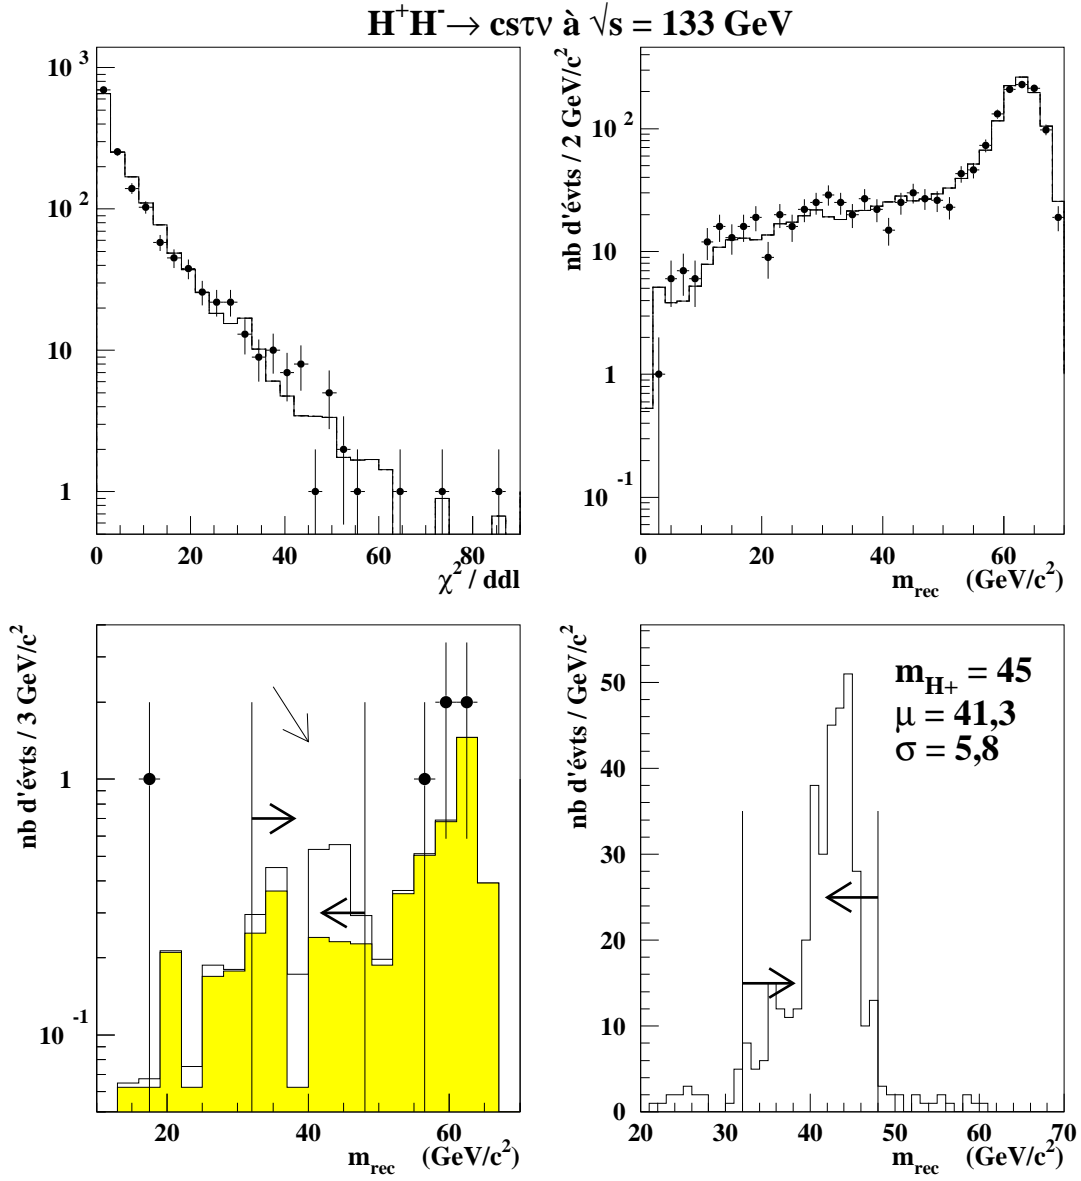 H⁺H⁻→ csτν à √s = 133 GeV
10³
10²
10
1
0 20 40 60 80
χ² / ddl
nb d'évts / 2 GeV/c²
10²
10
1
10⁻¹
0 20 40 60
m_rec (GeV/c²)
nb d'évts / 3 GeV/c²
1
10⁻¹
20 40 60
m_rec (GeV/c²)
nb d'évts / GeV/c²
50
40
30
20
10
0
m_H+ = 45
μ = 41,3
σ = 5,8
20 30 40 50 60 70
m_rec (GeV/c²)